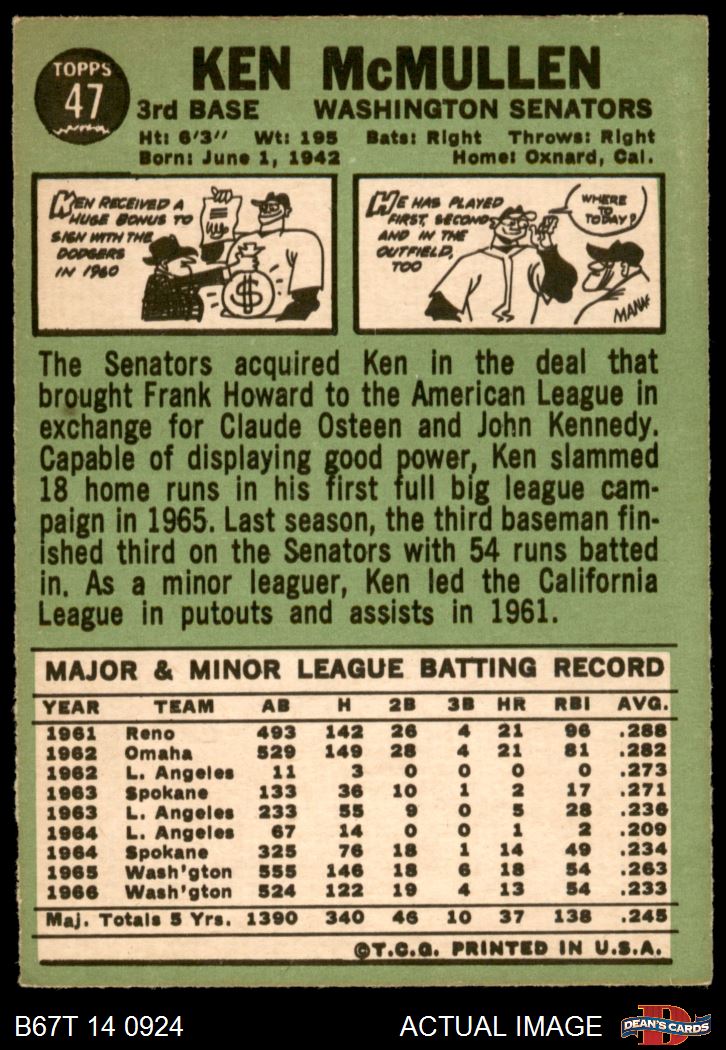 TOPPS
47
KEN McMULLEN
3rd BASE WASHINGTON SENATORS
Ht: 6'3" Wt: 195 Bats: Right Throws: Right
Born: June 1, 1942 Home: Oxnard, Cal.
KEN RECEIVED A
HUGE BONUS TO
SIGN WITH THE
DODGERS
IN 1960
$
HE HAS PLAYED
FIRST, SECOND
AND IN THE
OUTFIELD,
TOO
WHERE
TO
TODAY?
The Senators acquired Ken in the deal that
brought Frank Howard to the American League in
exchange for Claude Osteen and John Kennedy.
Capable of displaying good power, Ken slammed
18 home runs in his first full big league cam-
paign in 1965. Last season, the third baseman fin-
ished third on the Senators with 54 runs batted
in. As a minor leaguer, Ken led the California
League in putouts and assists in 1961.
MAJOR & MINOR LEAGUE BATTING RECORD
YEAR TEAM AB H 2B 3B HR RBI AVG.
1961 Reno 493 142 26 4 21 96 .288
1962 Omaha 529 149 28 4 21 81 .282
1962 L. Angeles 11 3 0 0 0 0 .273
1963 Spokane 133 36 10 1 2 17 .271
1963 L. Angeles 233 55 9 0 5 28 .236
1964 L. Angeles 67 14 0 0 1 2 .209
1964 Spokane 325 76 18 1 14 49 .234
1965 Wash'gton 555 146 18 6 18 54 .263
1966 Wash'gton 524 122 19 4 13 54 .233
Maj. Totals 5 Yrs. 1390 340 46 10 37 138 .245
©T.C.G. PRINTED IN U.S.A.
B67T 14 0924 ACTUAL IMAGE
D
DEAN'S CARDS